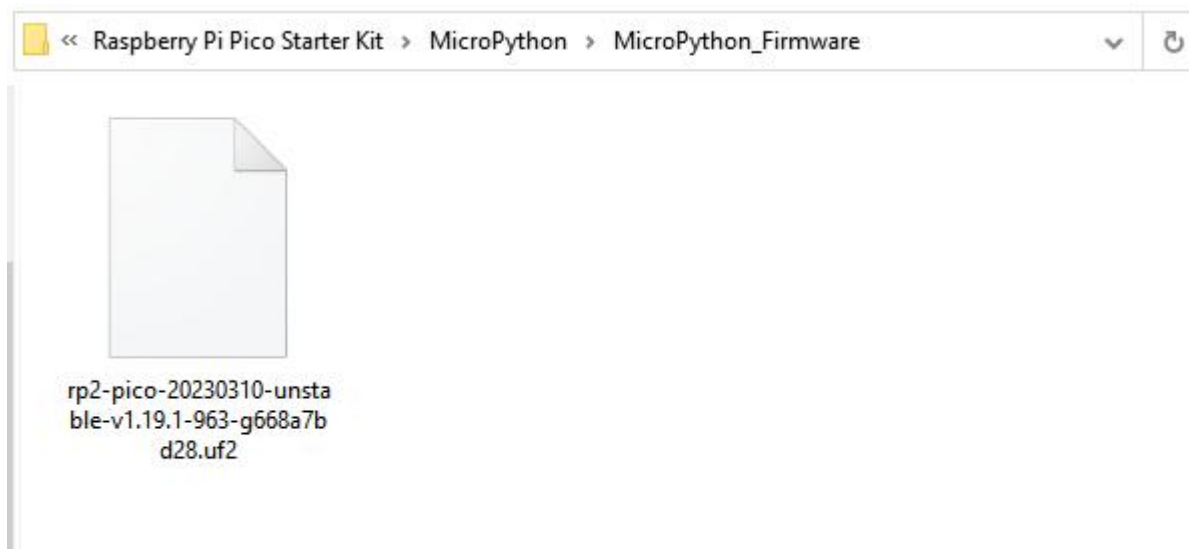 « Raspberry Pi Pico Starter Kit > MicroPython > MicroPython_Firmware
rp2-pico-20230310-unsta
ble-v1.19.1-963-g668a7b
d28.uf2